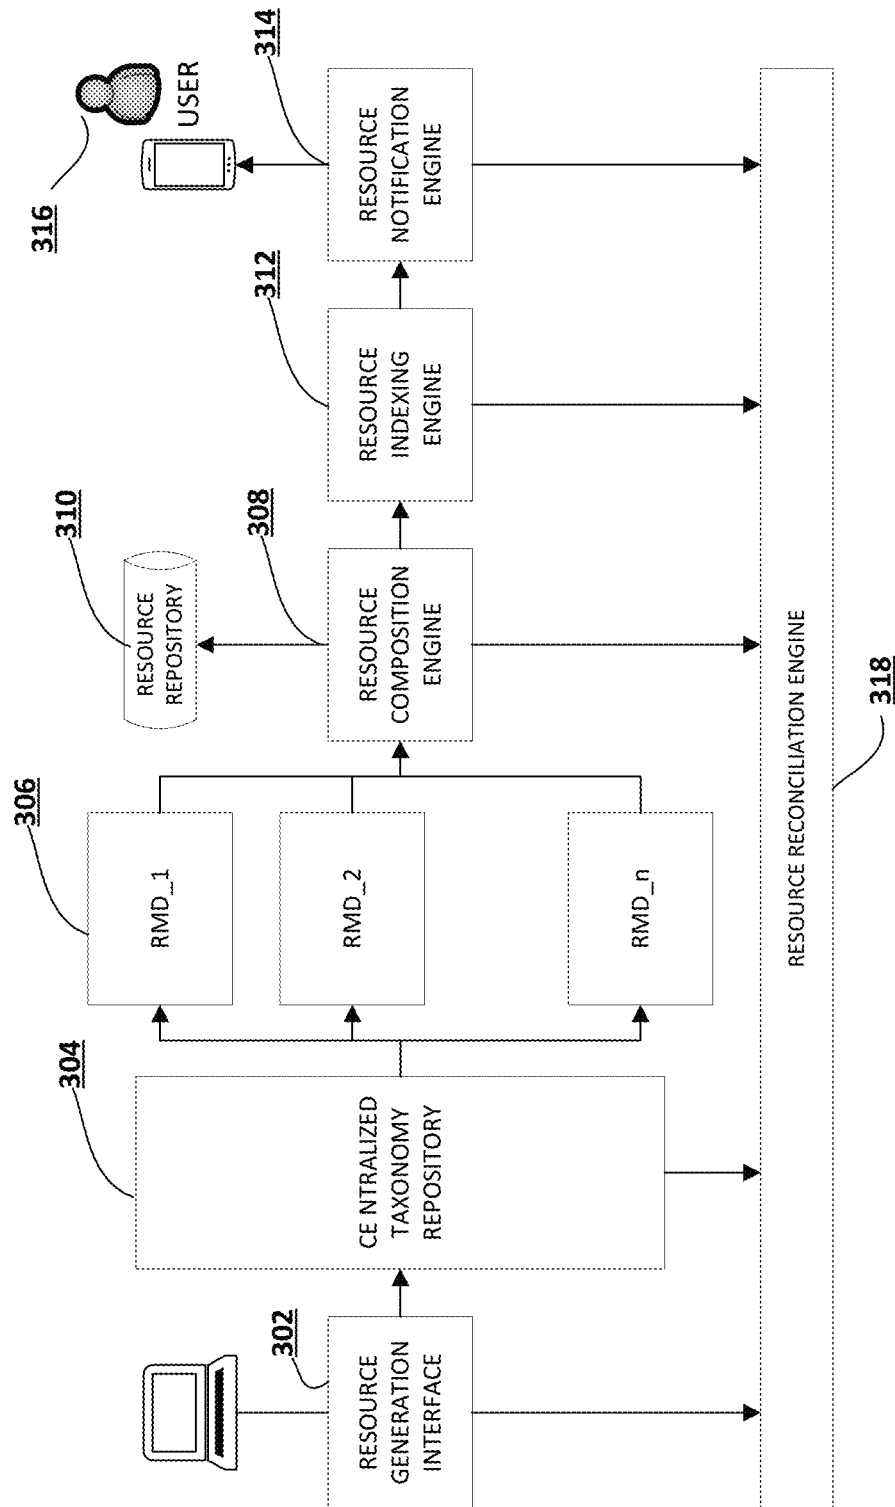 316
USER
314
RESOURCE
NOTIFICATION
ENGINE
312
RESOURCE
INDEXING
ENGINE
310
RESOURCE
REPOSITORY
308
RESOURCE
COMPOSITION
ENGINE
306
RMD_1
RMD_2
RMD_n
304
CE NTRALIZED
TAXONOMY
REPOSITORY
302
RESOURCE
GENERATION
INTERFACE
RESOURCE RECONCILIATION ENGINE
318